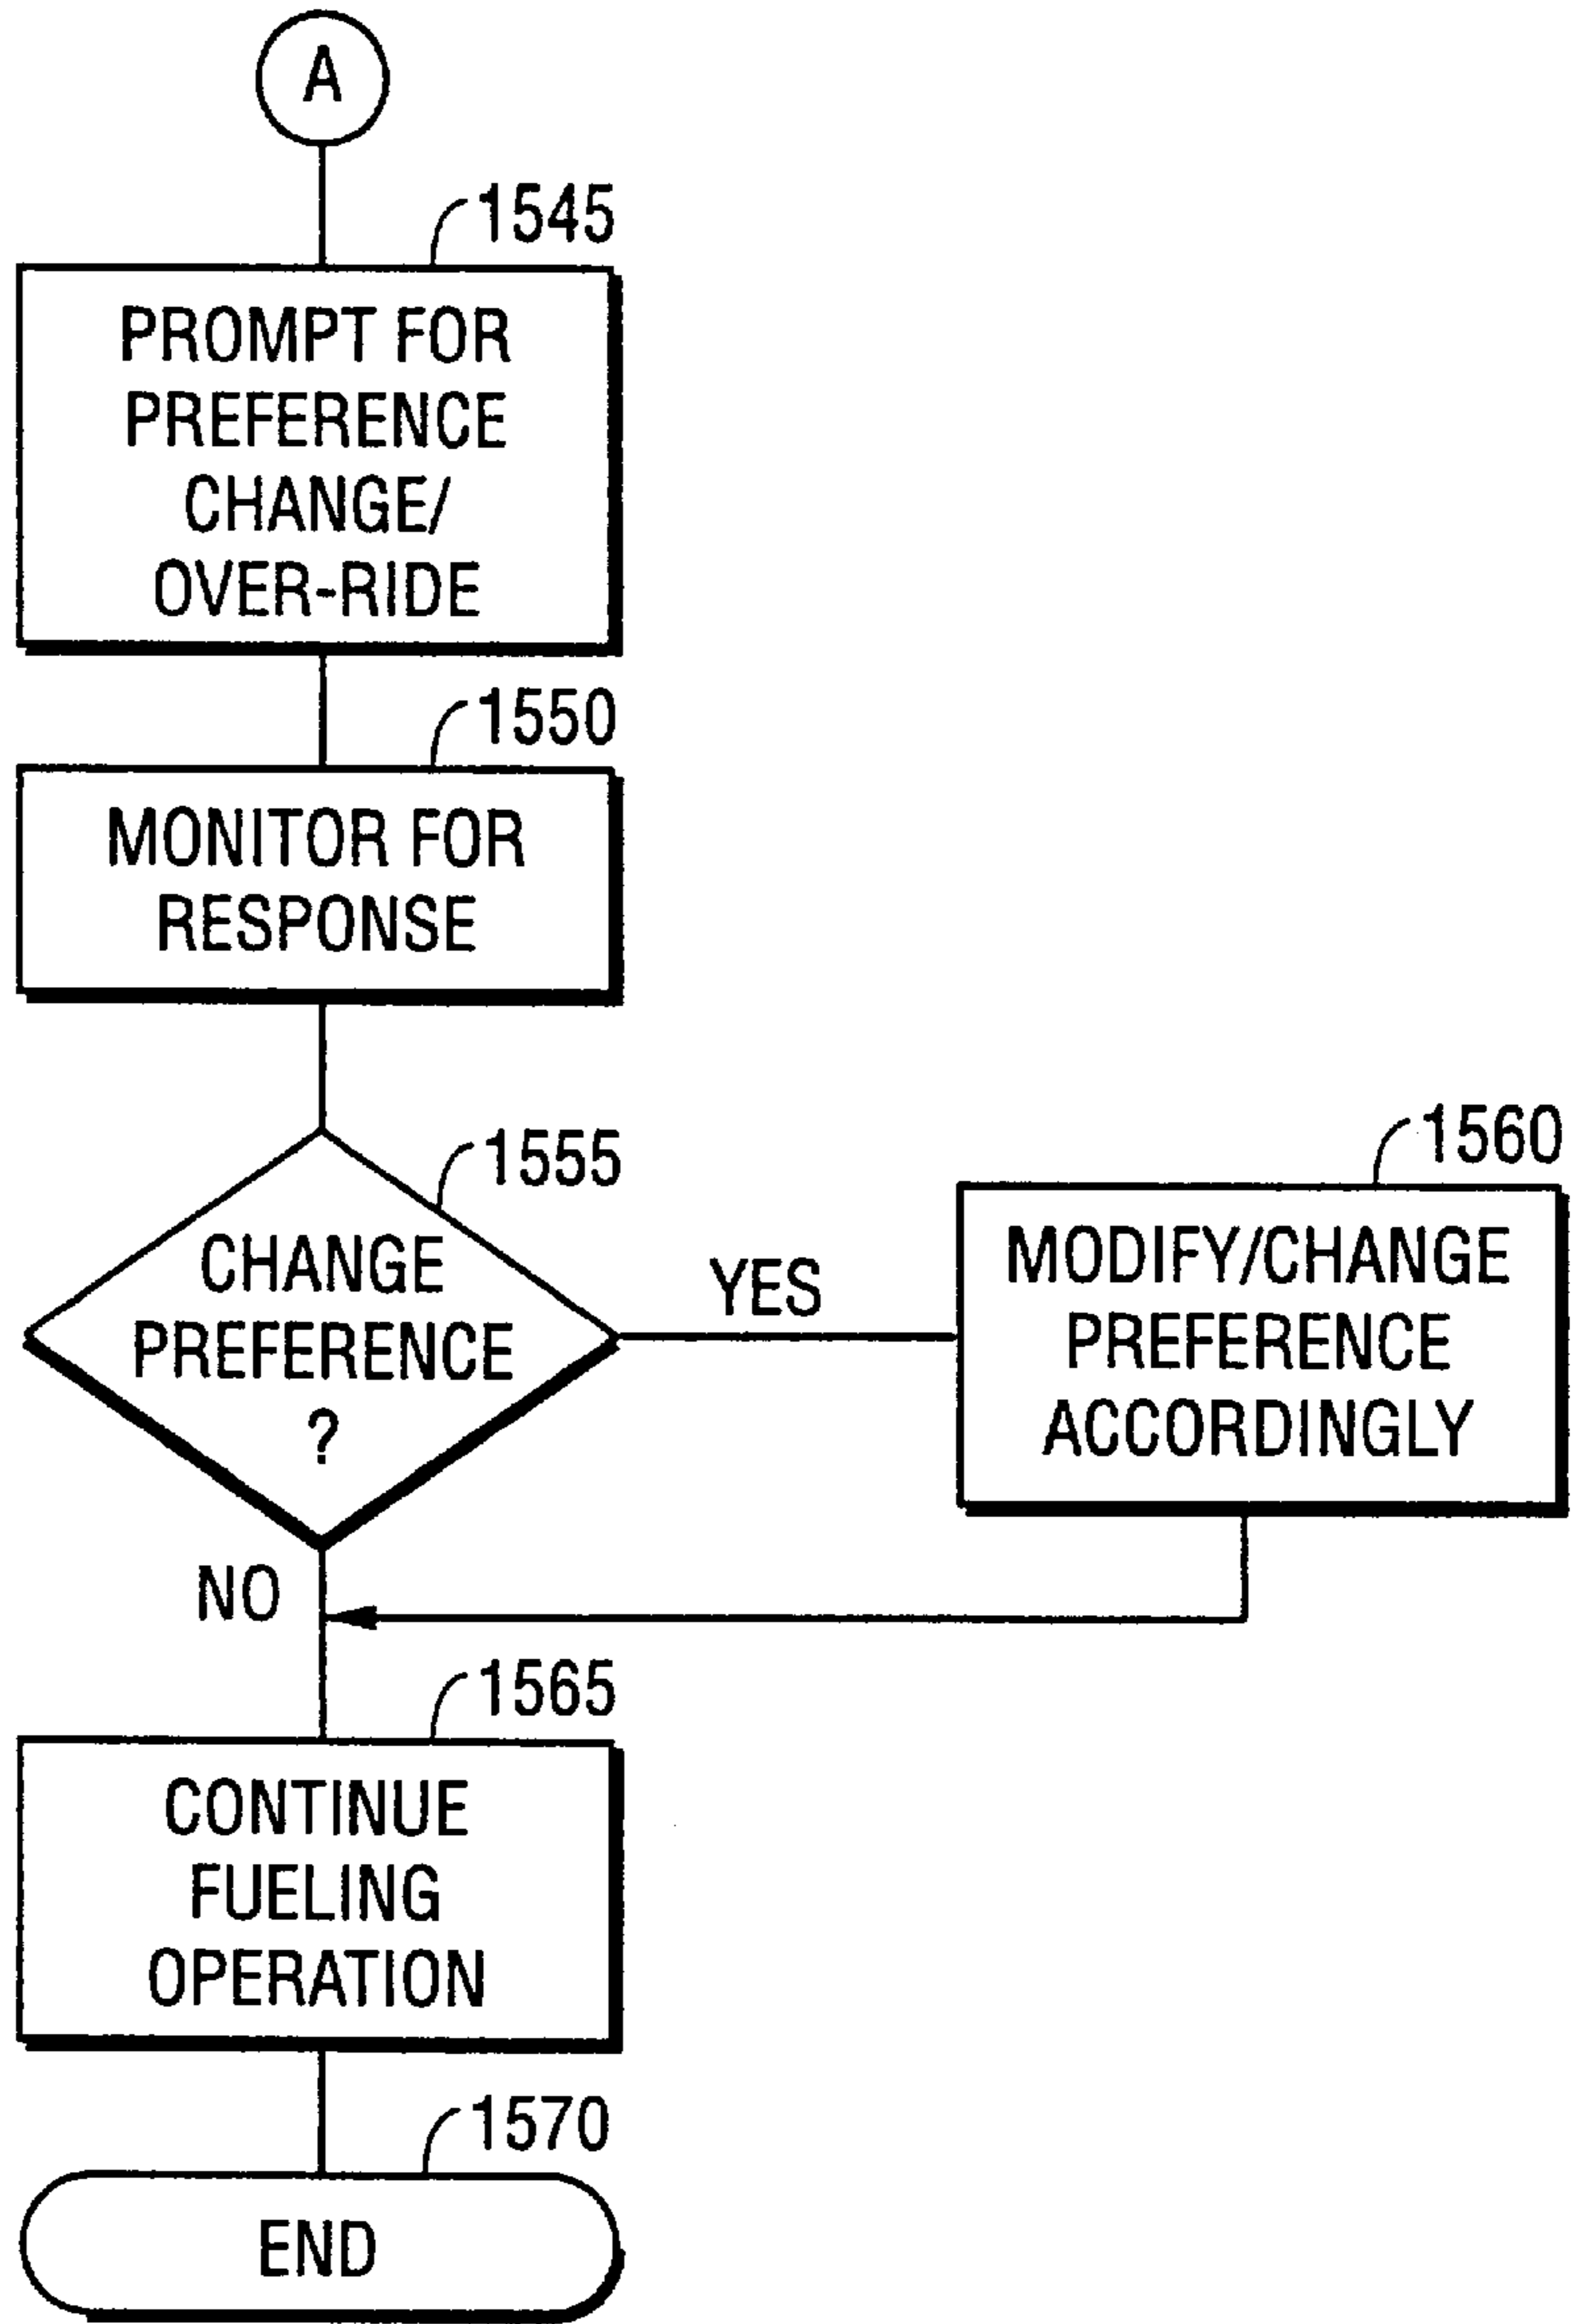 A
1545
PROMPT FOR
PREFERENCE
CHANGE/
OVER-RIDE
1550
MONITOR FOR
RESPONSE
1555
CHANGE
PREFERENCE
?
YES
1560
MODIFY/CHANGE
PREFERENCE
ACCORDINGLY
NO
1565
CONTINUE
FUELING
OPERATION
1570
END